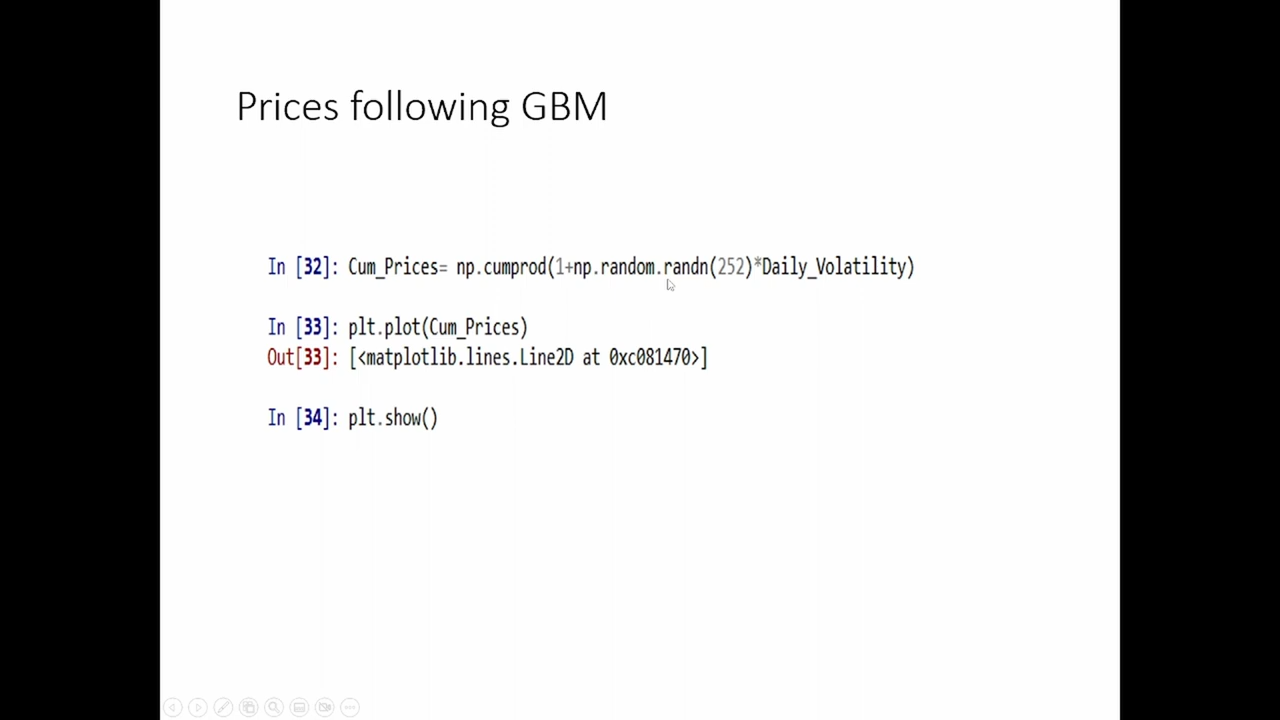 Prices following GBM
In [32]: Cum_Prices= np.cumprod(1+np.random.randn(252)*Daily_Volatility)
In [33]: plt.plot(Cum_Prices)
Out[33]: [<matplotlib.lines.Line2D at 0xc081470>]
In [34]: plt.show()